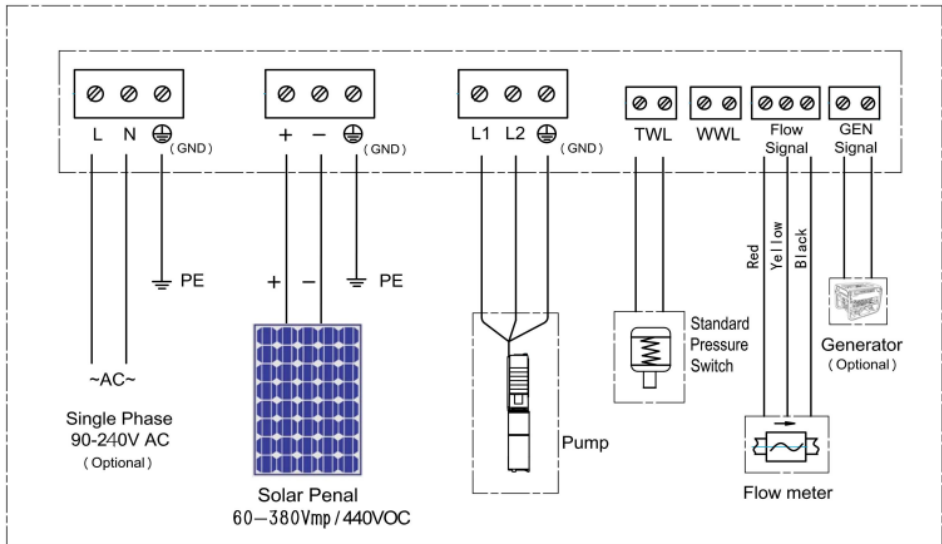 L N
( GND )
+ −
( GND )
L1 L2
( GND )
TWL
WWL
Flow
Signal
GEN
Signal
PE
+ −
PE
Red
Yellow
Black
~AC~
Single Phase
90-240V AC
( Optional )
Solar Penal
60—380Vmp / 440VOC
Pump
Standard
Pressure
Switch
Flow meter
Generator
( Optional )